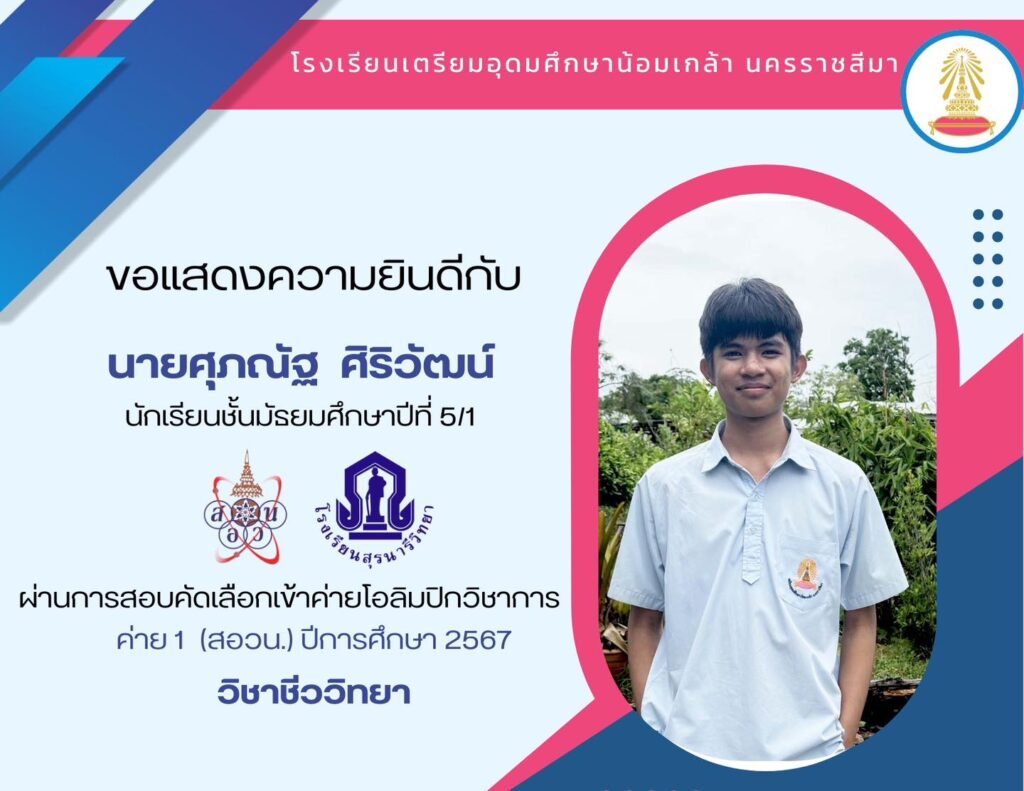 โรงเรียนเตรียมอุดมศึกษาน้อมเกล้า นครราชสีมา
ขอแสดงความยินดีกับ
นายศุภณัฐ ศิริวัฒน์
นักเรียนชั้นมัธยมศึกษาปีที่ 5/1
ส อ ว น
โรงเรียนสุรนารีวิทยา
ผ่านการสอบคัดเลือกเข้าค่ายโอลิมปิกวิชาการ
ค่าย 1 (สอวน.) ปีการศึกษา 2567
วิชาชีววิทยา